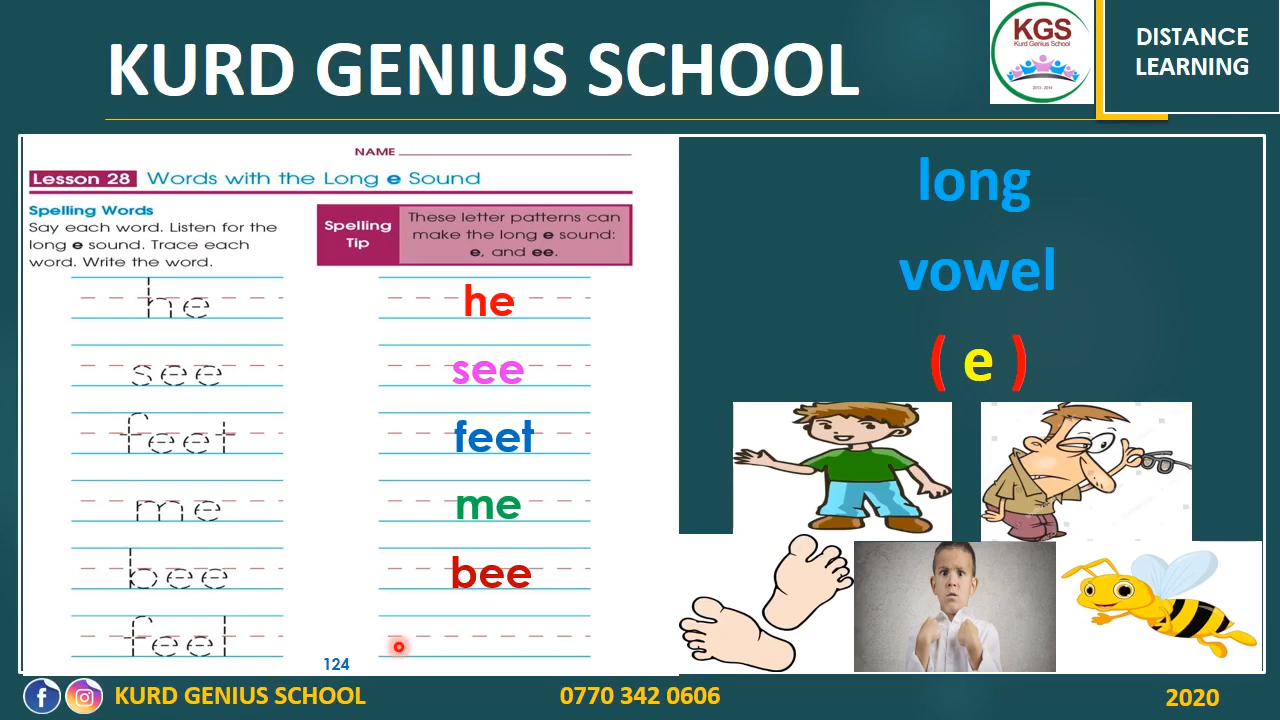 KURD GENIUS SCHOOL
KGS
Kurd Genius School
DISTANCE
LEARNING
NAME
Lesson 28 Words with the Long e Sound
Spelling Words
Say each word. Listen for the
long e sound. Trace each
word. Write the word.
Spelling
Tip
These letter patterns can
make the long e sound:
e, and ee.
he he
see see
feet feet
me me
bee bee
feel
124
long
vowel
( e )
KURD GENIUS SCHOOL
0770 342 0606
2020